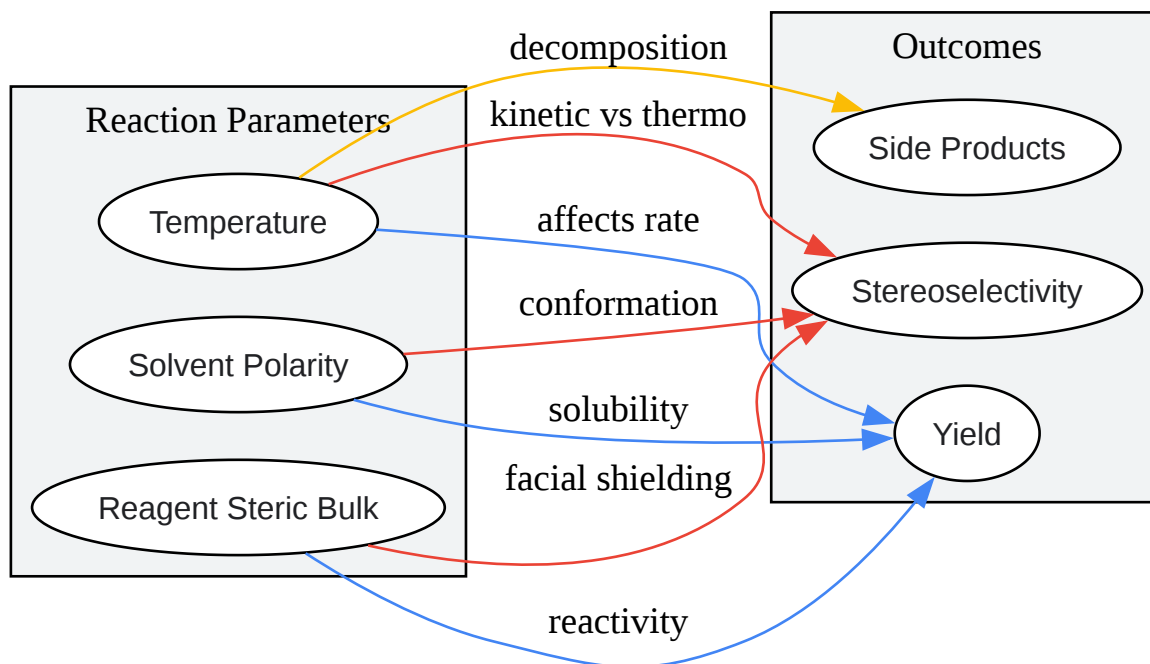 Reaction Parameters
Temperature
Solvent Polarity
Reagent Steric Bulk
decomposition
kinetic vs thermo
affects rate
conformation
solubility
facial shielding
reactivity
Outcomes
Side Products
Stereoselectivity
Yield